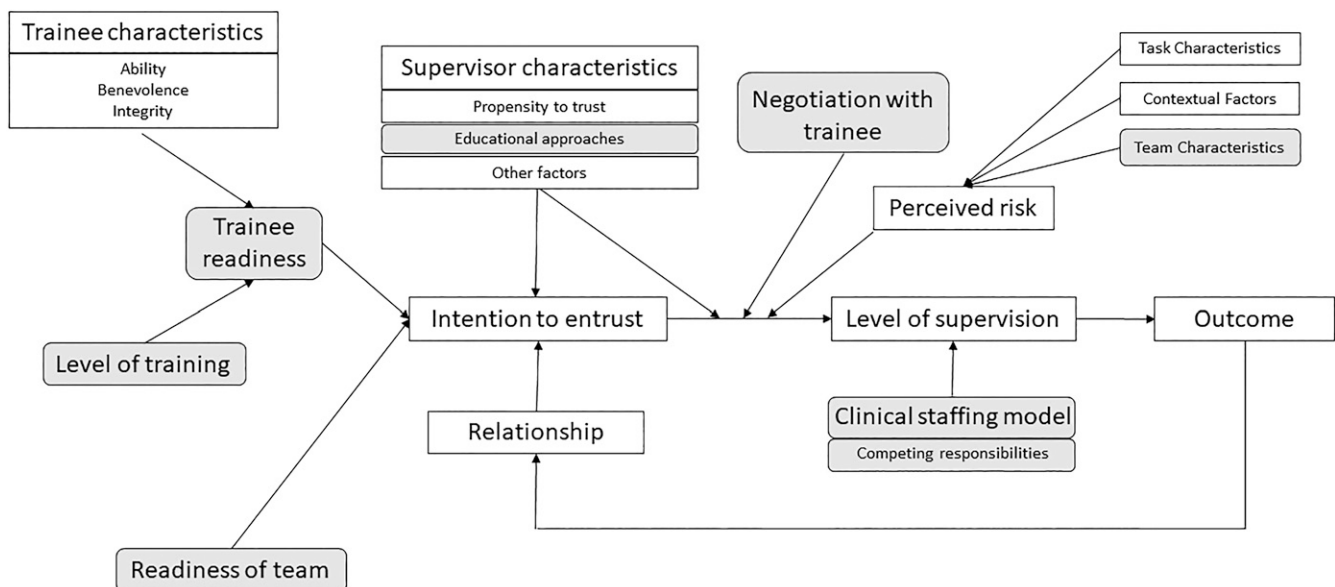 Trainee characteristics
Ability
Benevolence
Integrity
Supervisor characteristics
Propensity to trust
Educational approaches
Other factors
Negotiation with
trainee
Task Characteristics
Contextual Factors
Team Characteristics
Perceived risk
Trainee
readiness
Level of training
Intention to entrust
Level of supervision
Outcome
Relationship
Clinical staffing model
Competing responsibilities
Readiness of team